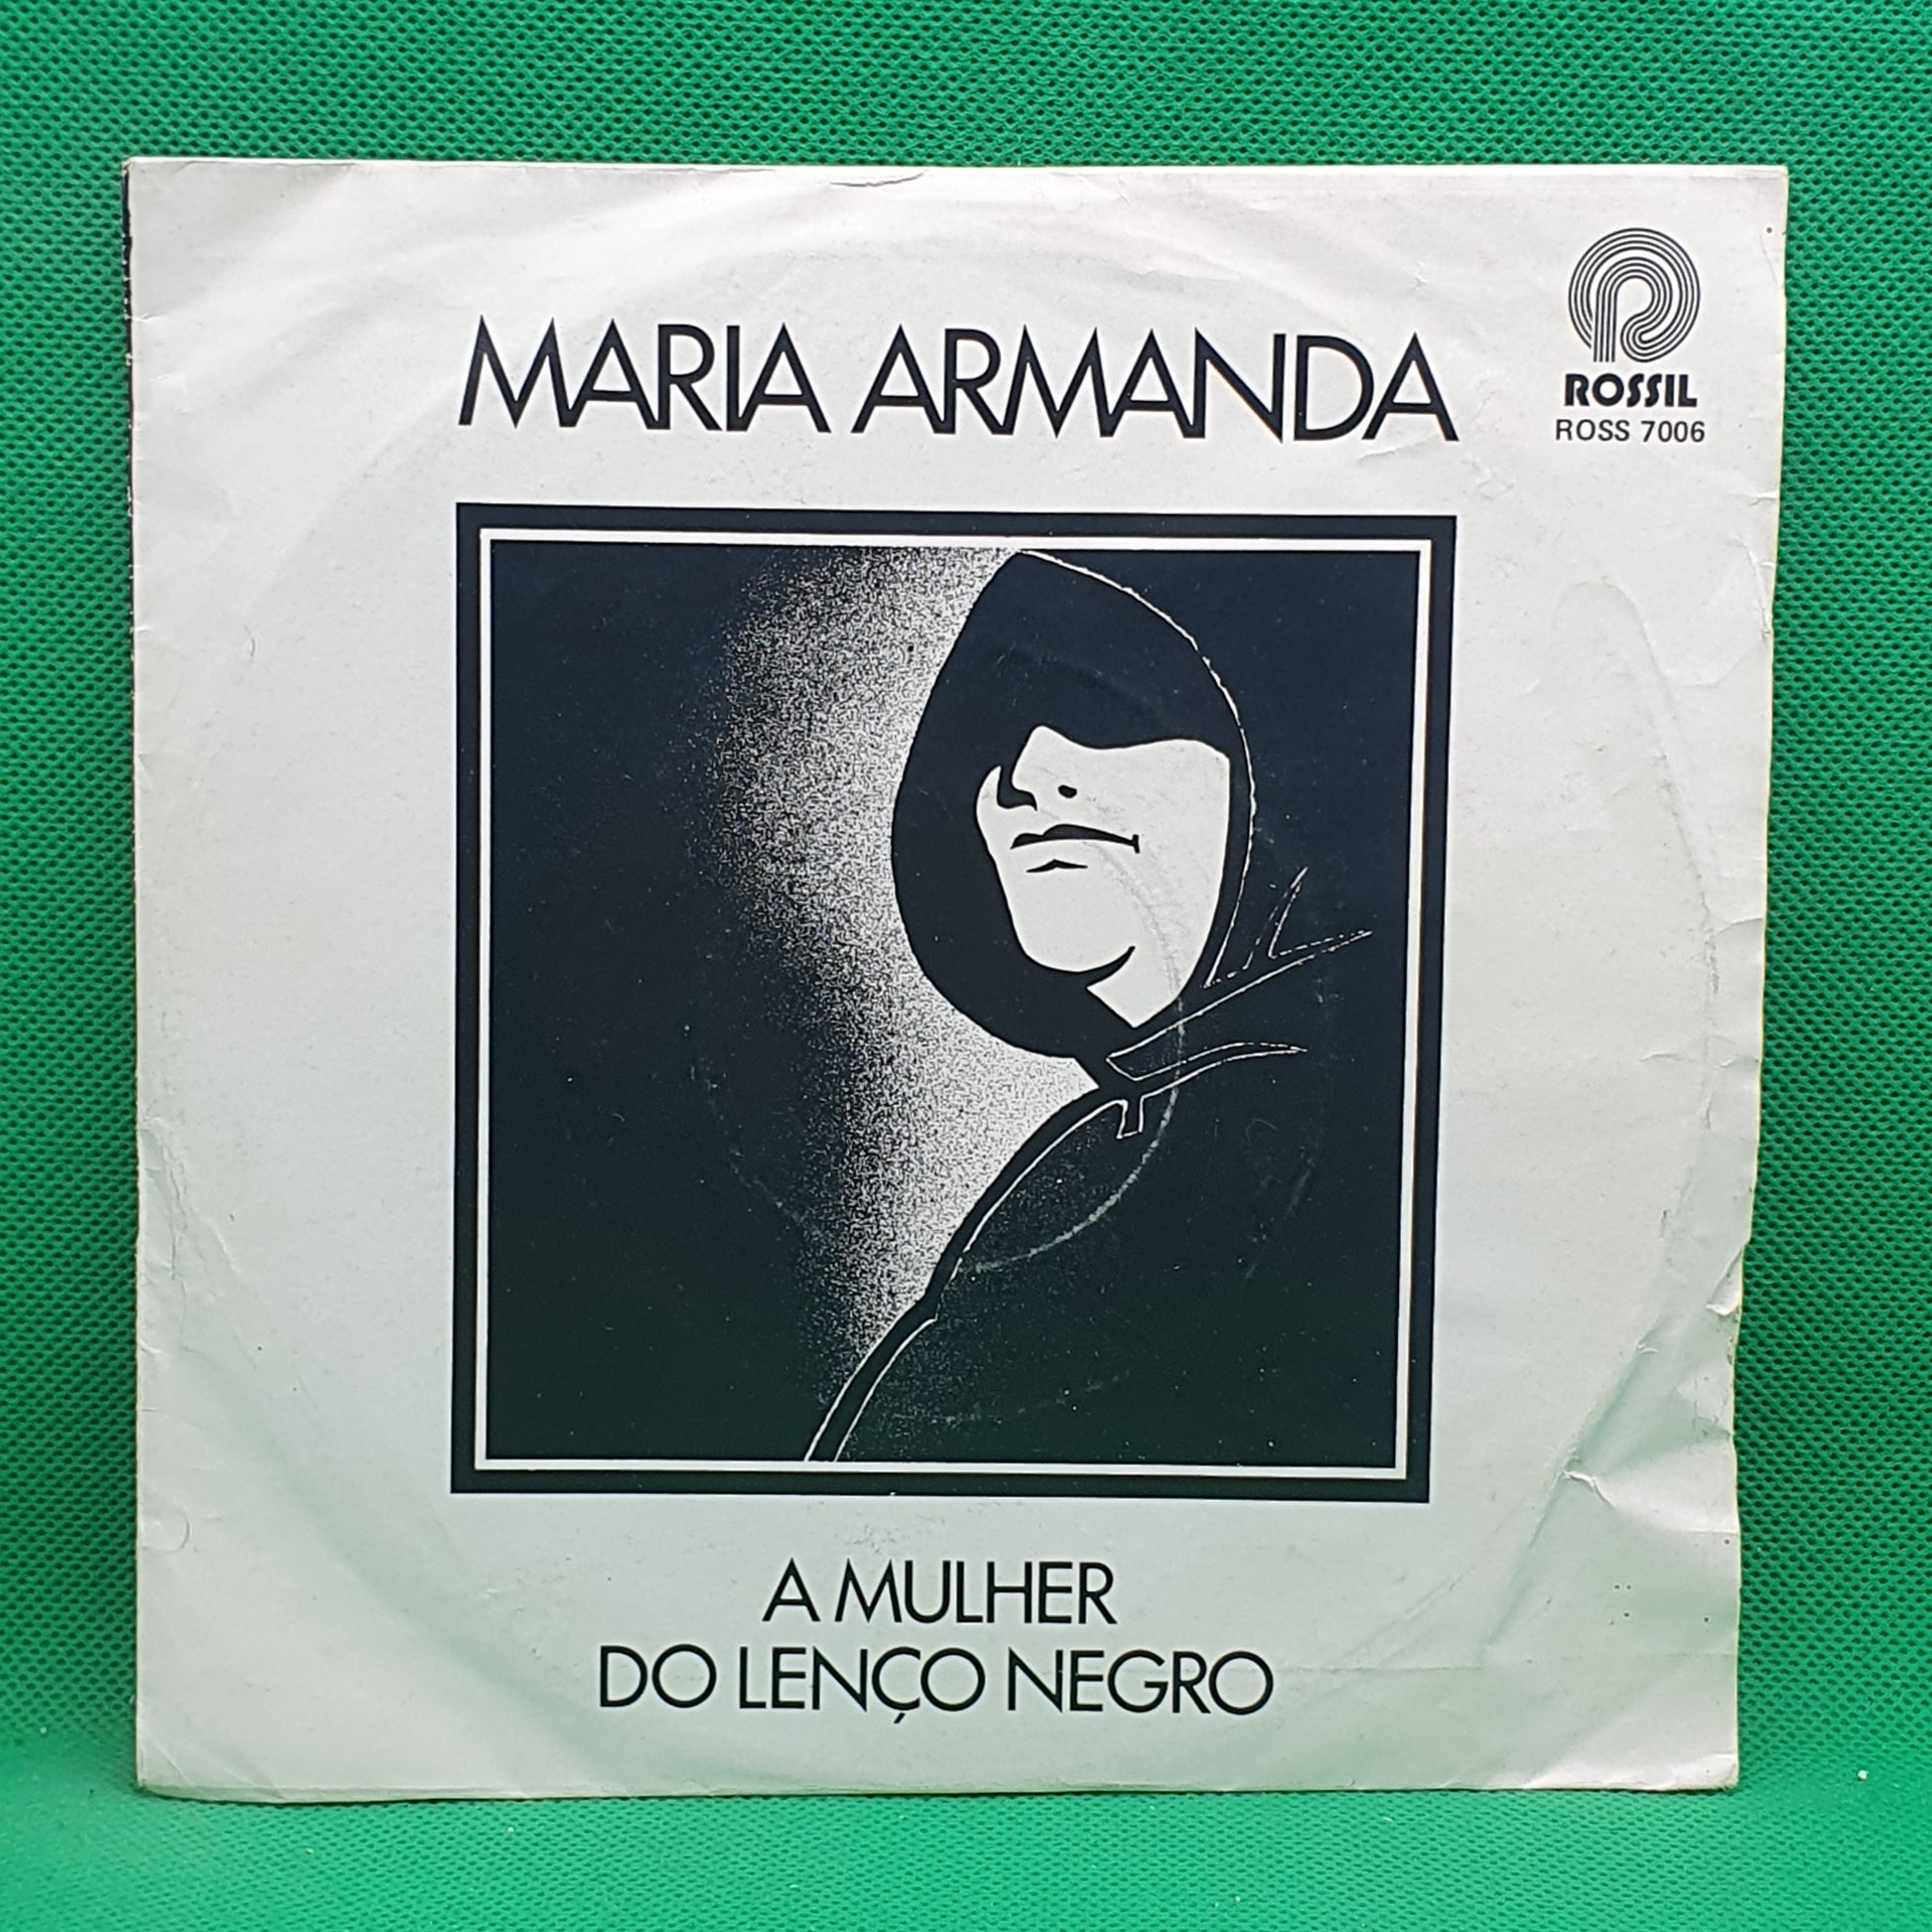 MARIA ARMANDA
ROSSIL
ROSS 7006
A MULHER
DO LENÇO NEGRO